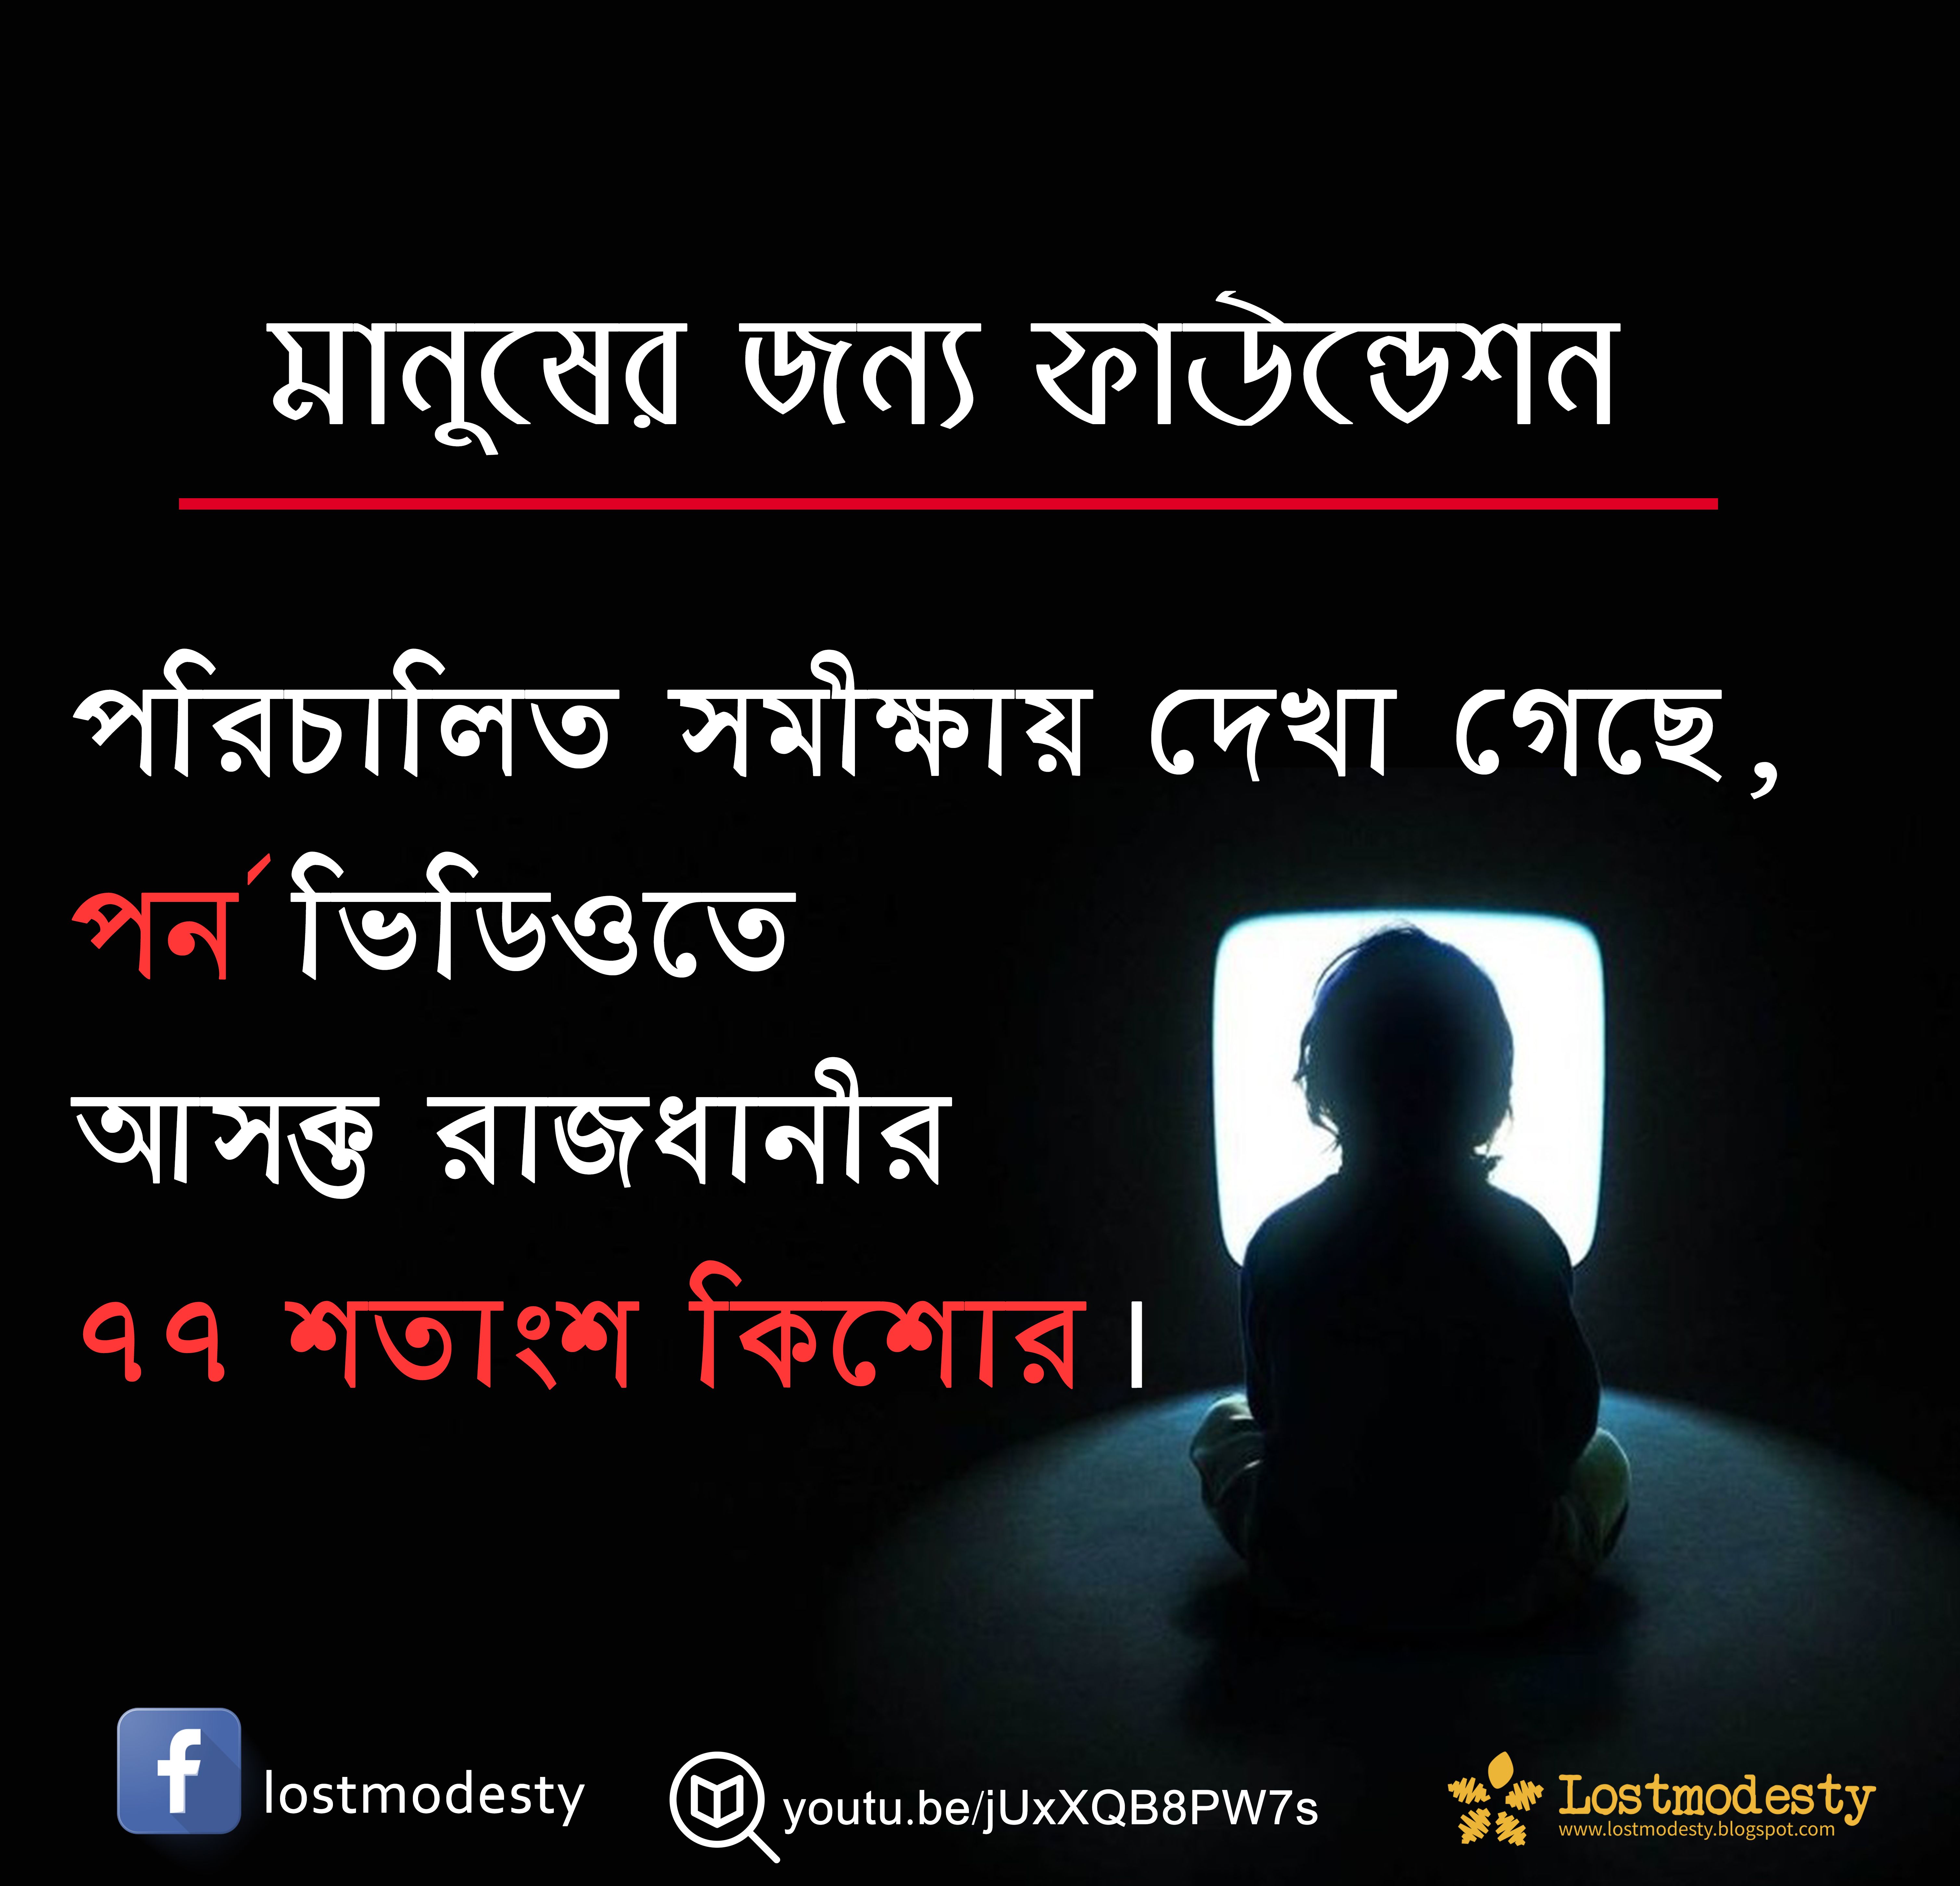 মানুষের জন্য ফাউন্ডেশন
পরিচালিত সমীক্ষায় দেখা গেছে,
পর্ন ভিডিওতে
আসক্ত রাজধানীর
৭৭ শতাংশ কিশোর।
f lostmodesty
youtu.be/jUxXQB8PW7s
Lostmodesty
www.lostmodesty.blogspot.com